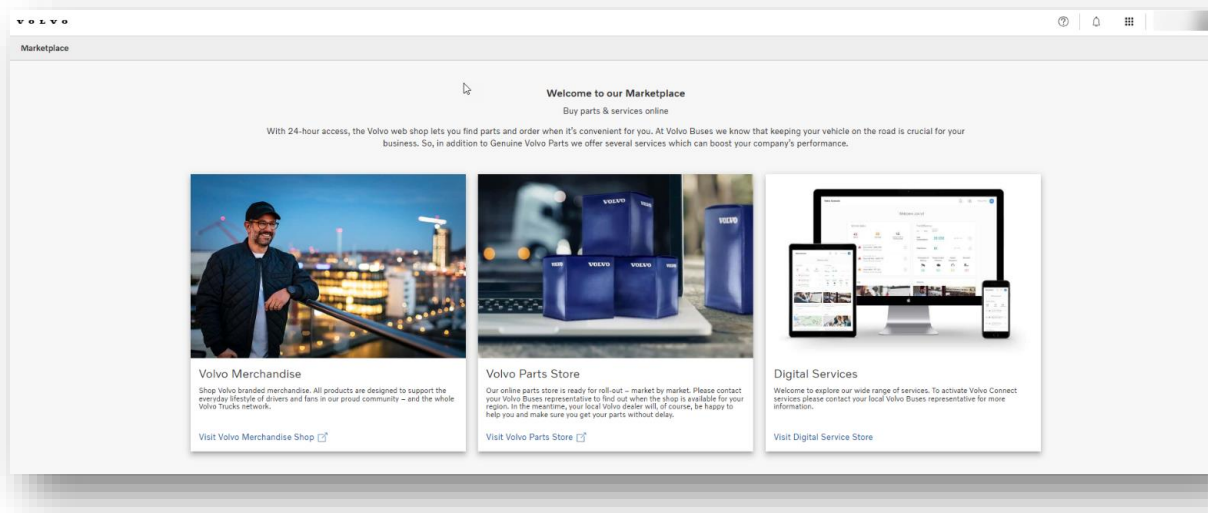 VOLVO
Marketplace
Welcome to our Marketplace
Buy parts & services online
With 24-hour access, the Volvo web shop lets you find parts and order when it's convenient for you. At Volvo Buses we know that keeping your vehicle on the road is crucial for your
business. So, in addition to Genuine Volvo Parts we offer several services which can boost your company's performance.
VOLVO
VOLVO
VOLVO VOLVO VOLVO
Volvo Merchandise
Shop Volvo branded merchandise. All products are designed to support the
everyday lifestyle of drivers and fans in our proud community – and the whole
Volvo Trucks network.
Visit Volvo Merchandise Shop
Volvo Parts Store
Our online parts store is ready for roll-out – market by market. Please contact
your Volvo Buses representative to find out when the shop is available for your
region. In the meantime, your local Volvo dealer will, of course, be happy to
help you and make sure you get your parts without delay.
Visit Volvo Parts Store
Digital Services
Welcome to explore our wide range of services. To activate Volvo Connect
services please contact your local Volvo Buses representative for more
information.
Visit Digital Service Store